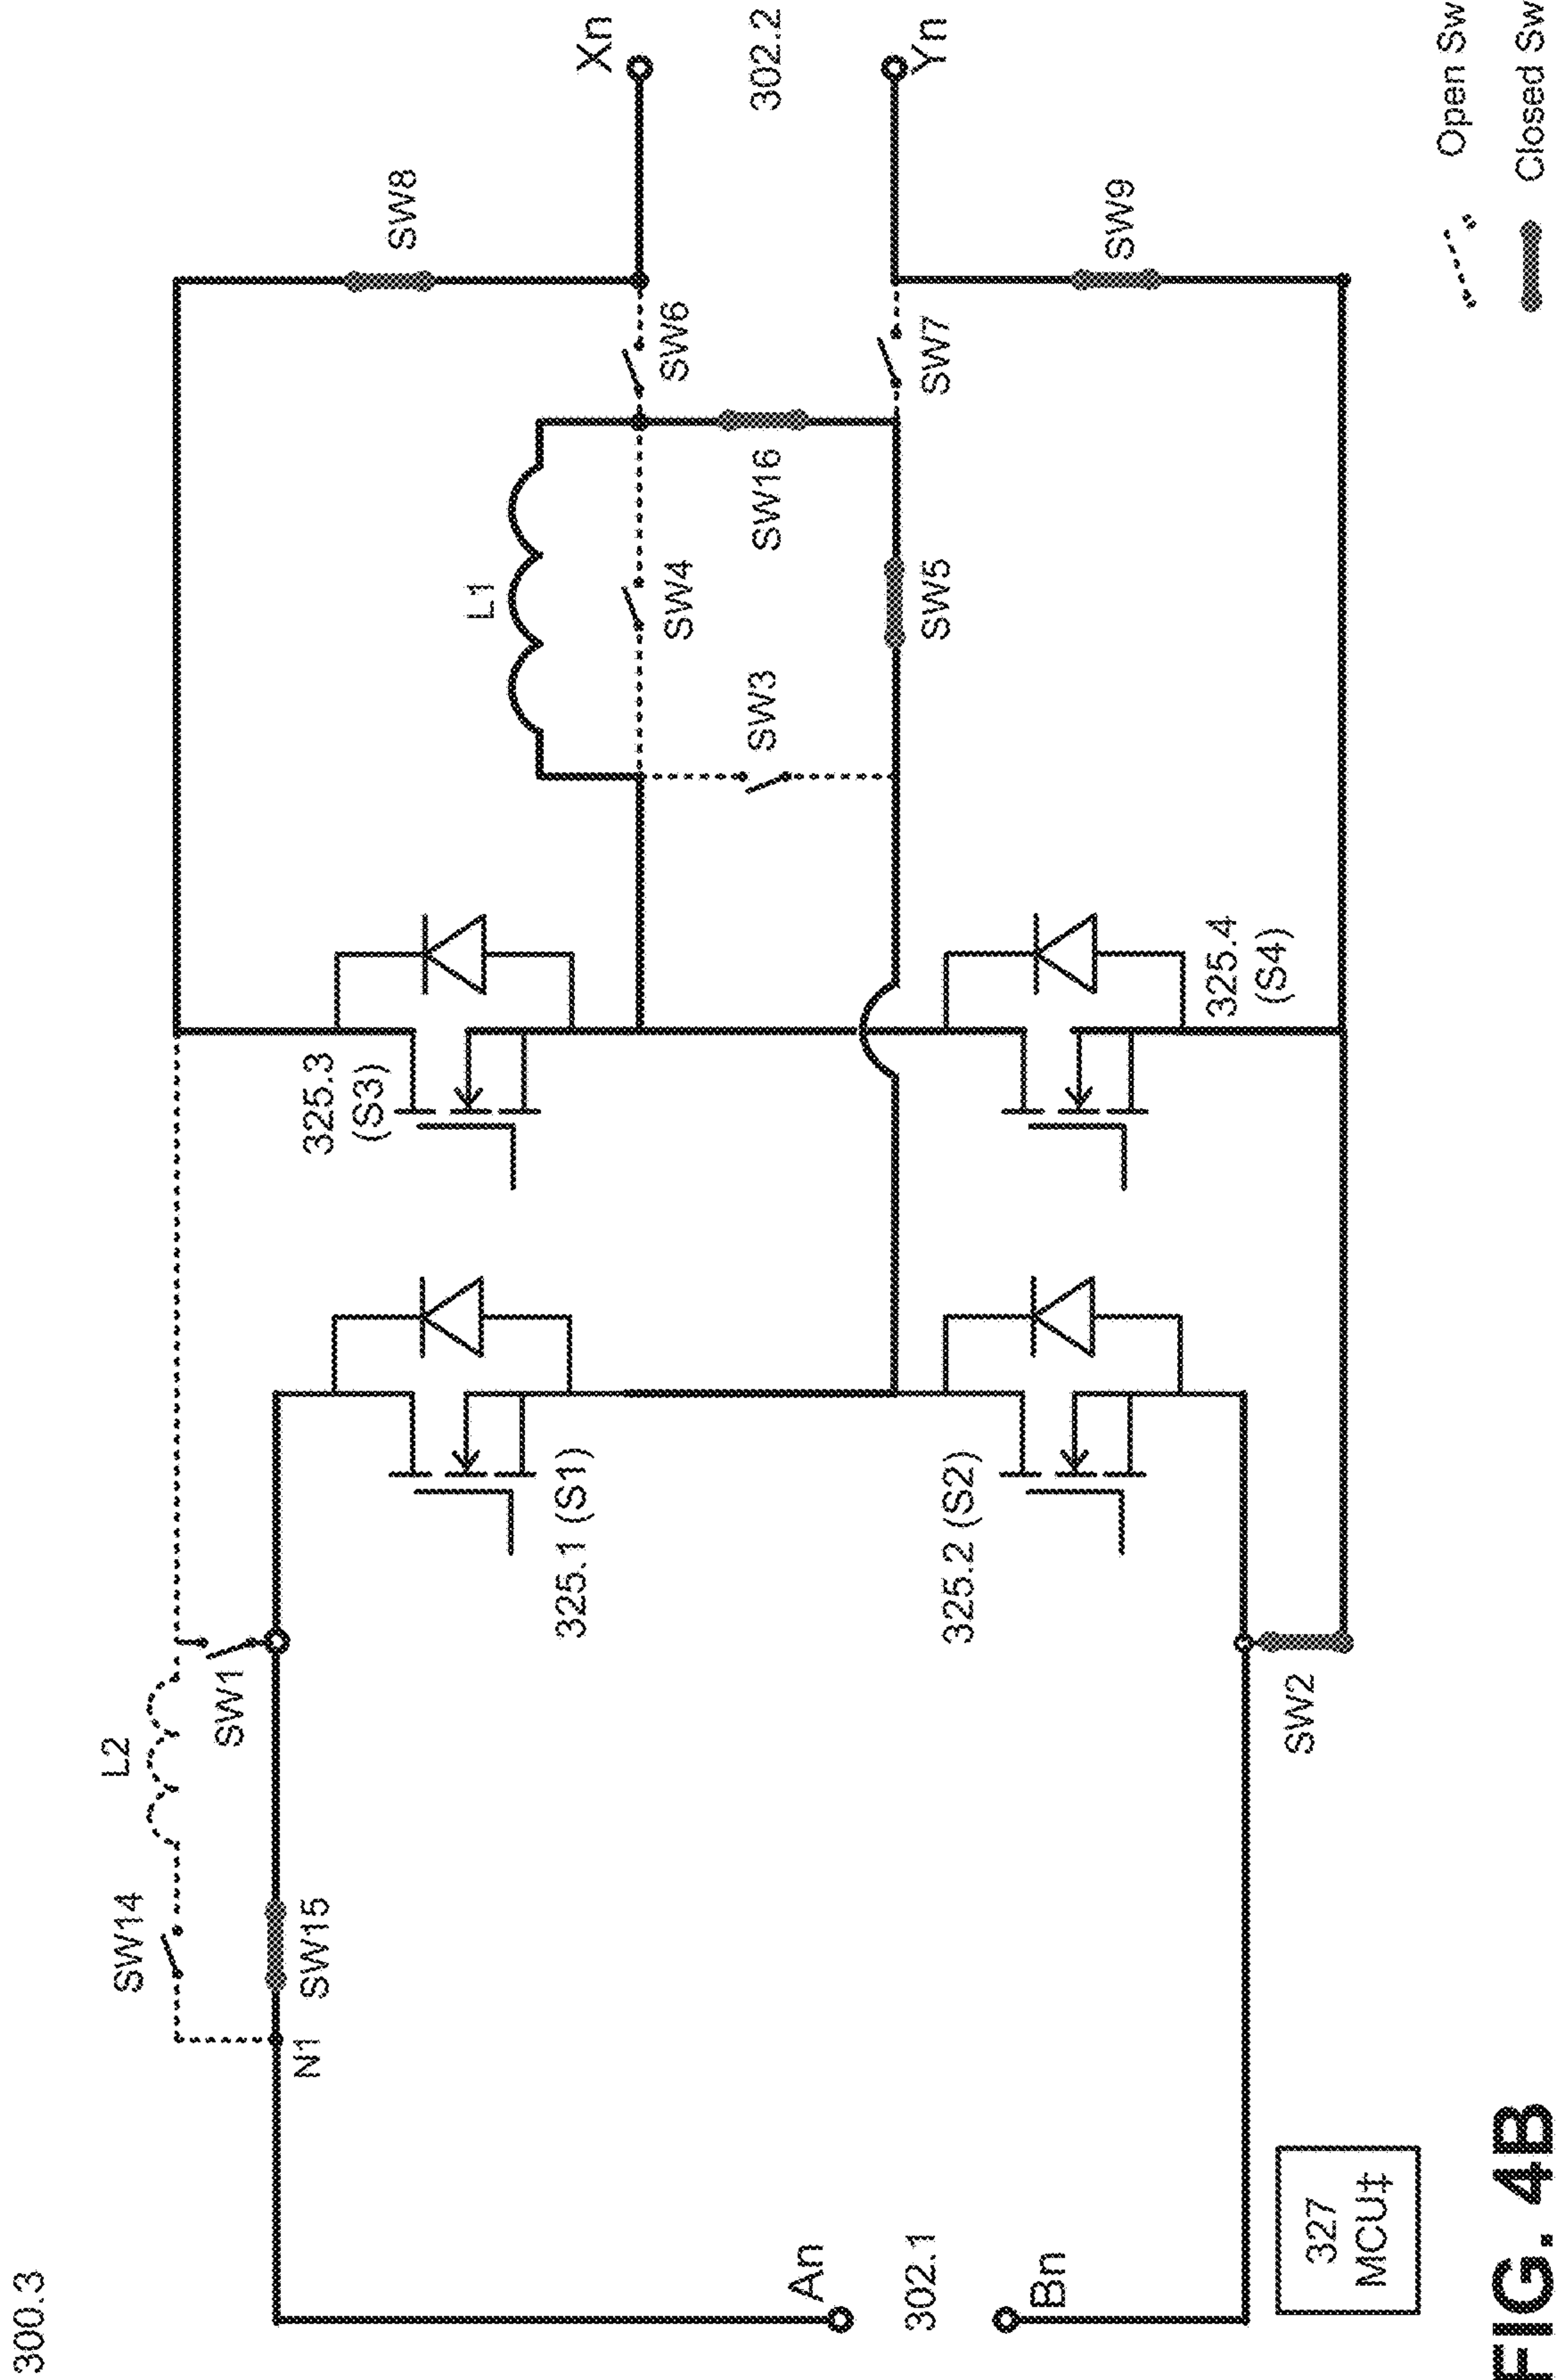 300.3
L2
SW14
SW1
SW15
N1
325.3
(S3)
SW8
Xn
L1
SW6
325.1 (S1)
SW4
SW3
SW16
302.2
An
302.1
Bn
SW5
SW7
Yn
325.2 (S2)
325.4
(S4)
SW9
SW2
327
MCU‡
Open Sw
Closed Sw
FIG. 4B